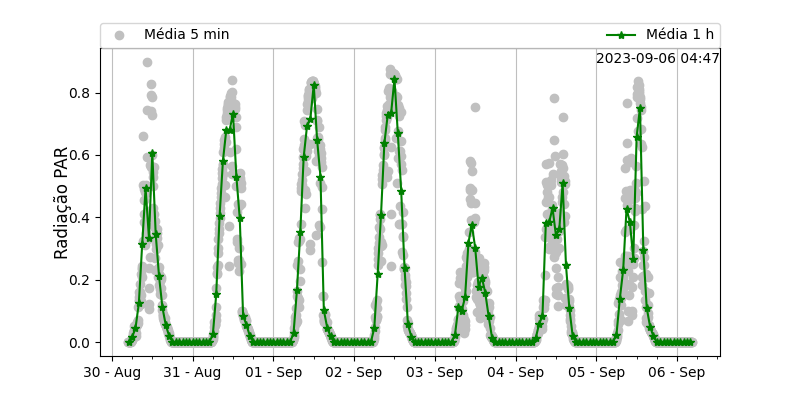 Média 5 min
Média 1 h
2023-09-06 04:47
Radiação PAR
0.8
0.6
0.4
0.2
0.0
30 - Aug
31 - Aug
01 - Sep
02 - Sep
03 - Sep
04 - Sep
05 - Sep
06 - Sep